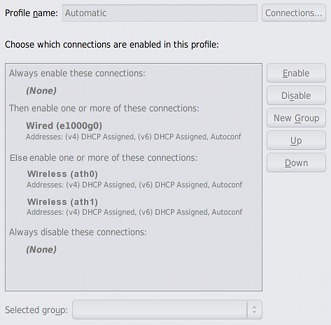 Profile name: Automatic Connections...
Choose which connections are enabled in this profile:
Always enable these connections:
(None)
Then enable one or more of these connections:
Wired (e1000g0)
Addresses: (v4) DHCP Assigned, (v6) DHCP Assigned, Autoconf
Else enable one or more of these connections:
Wireless (ath0)
Addresses: (v4) DHCP Assigned, (v6) DHCP Assigned, Autoconf
Wireless (ath1)
Addresses: (v4) DHCP Assigned, (v6) DHCP Assigned, Autoconf
Always disable these connections:
(None)
Enable
Disable
New Group
Up
Down
Selected group: